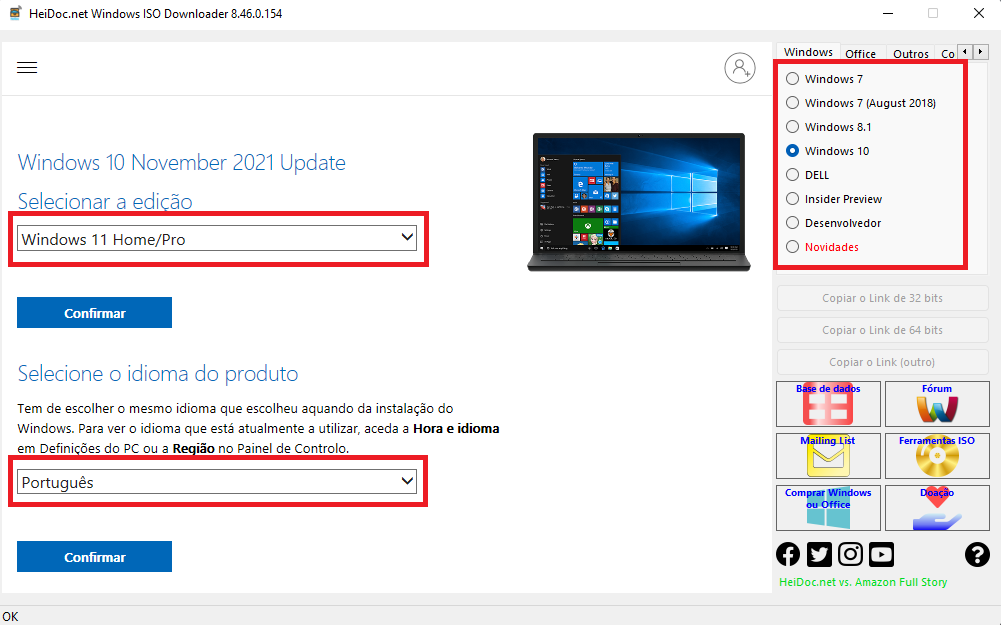 HeiDoc.net Windows ISO Downloader 8.46.0.154
Windows 10 November 2021 Update
Selecionar a edição
Windows 11 Home/Pro
Confirmar
Selecione o idioma do produto
Tem de escolher o mesmo idioma que escolheu aquando da instalação do
Windows. Para ver o idioma que está atualmente a utilizar, aceda a Hora e idioma
em Definições do PC ou a Região no Painel de Controlo.
Português
Confirmar
Windows Office Outros Co
Windows 7
Windows 7 (August 2018)
Windows 8.1
Windows 10
DELL
Insider Preview
Desenvolvedor
Novidades
Copiar o Link de 32 bits
Copiar o Link de 64 bits
Copiar o Link (outro)
Base de dados
Fórum
Mailing List
Ferramentas ISO
Comprar Windows
ou Office
Doação
HeiDoc.net vs. Amazon Full Story
OK